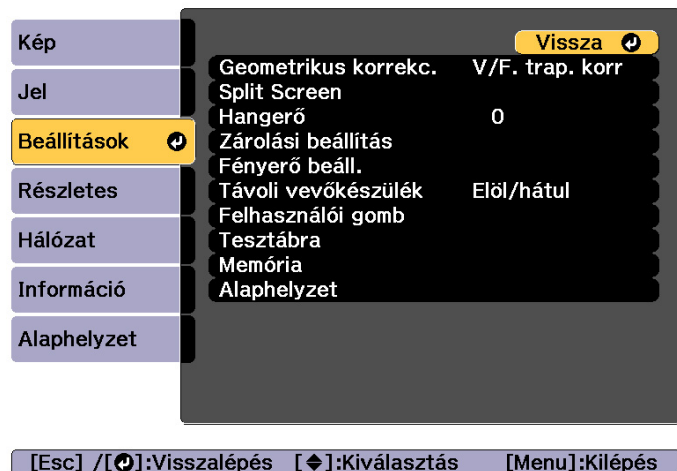 Kép
Jel
Beállítások
Részletes
Hálózat
Információ
Alaphelyzet
Vissza
Geometrikus korrekc. V/F. trap. korr
Split Screen
Hangerő 0
Zárolási beállítás
Fényerő beáll.
Távoli vevőkészülék Elöl/hátul
Felhasználói gomb
Tesztábra
Memória
Alaphelyzet
[Esc] /[⏎]:Visszalépés [◆]:Kiválasztás [Menu]:Kilépés